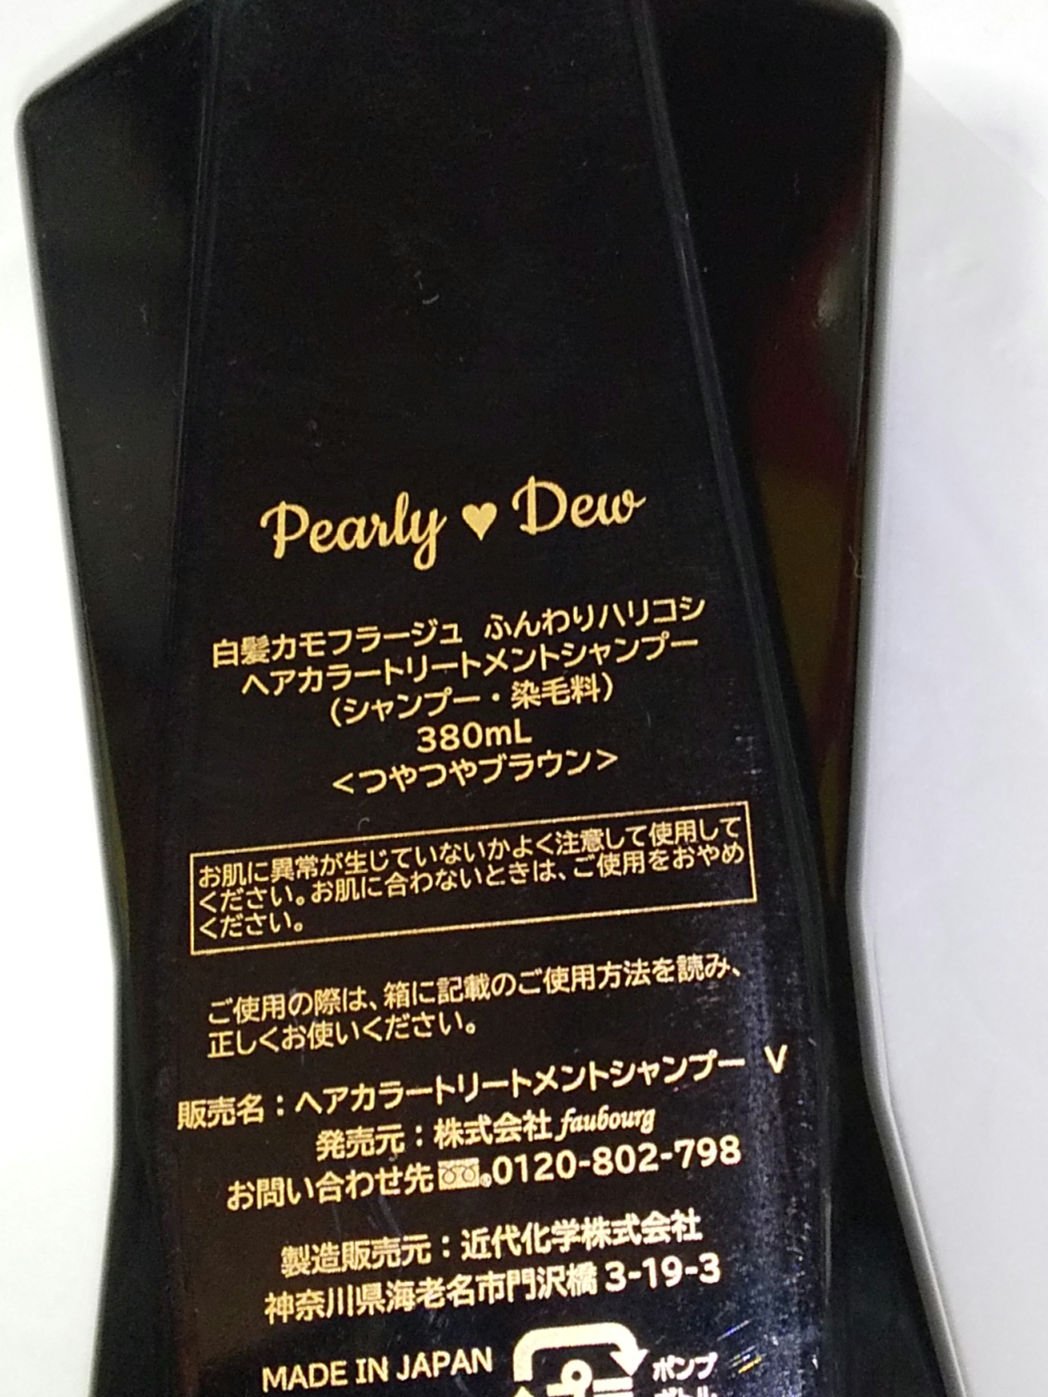 Pearly ♥ Dew
白髪カモフラージュ ふんわりハリコシ
ヘアカラートリートメントシャンプー
(シャンプー・染毛料)
380mL
<つやつやブラウン>
お肌に異常が生じていないかよく注意して使用して
ください。お肌に合わないときは、ご使用をおやめ
ください。
ご使用の際は、箱に記載のご使用方法を読み、
正しくお使いください。
販売名:ヘアカラートリートメントシャンプー V
発売元:株式会社 faubourg
お問い合わせ先 0120-802-798
製造販売元:近代化学株式会社
神奈川県海老名市門沢橋 3-19-3
MADE IN JAPAN
プラ
ポンプ
ボトル